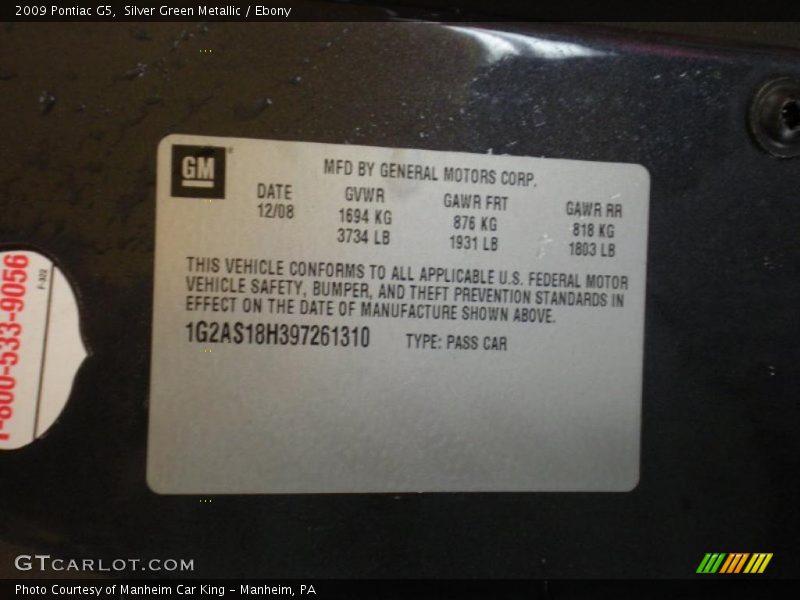 2009 Pontiac G5,  Silver Green Metallic / Ebony
GM
MFD BY GENERAL MOTORS CORP.
DATE GVWR GAWR FRT GAWR RR
12/08 1694 KG 876 KG 818 KG
3734 LB 1931 LB 1803 LB
THIS VEHICLE CONFORMS TO ALL APPLICABLE U.S. FEDERAL MOTOR
VEHICLE SAFETY, BUMPER, AND THEFT PREVENTION STANDARDS IN
EFFECT ON THE DATE OF MANUFACTURE SHOWN ABOVE.
1G2AS18H397261310 TYPE: PASS CAR
1-800-533-9056
F-302
GTCARLOT.COM
Photo Courtesy of Manheim Car King - Manheim, PA